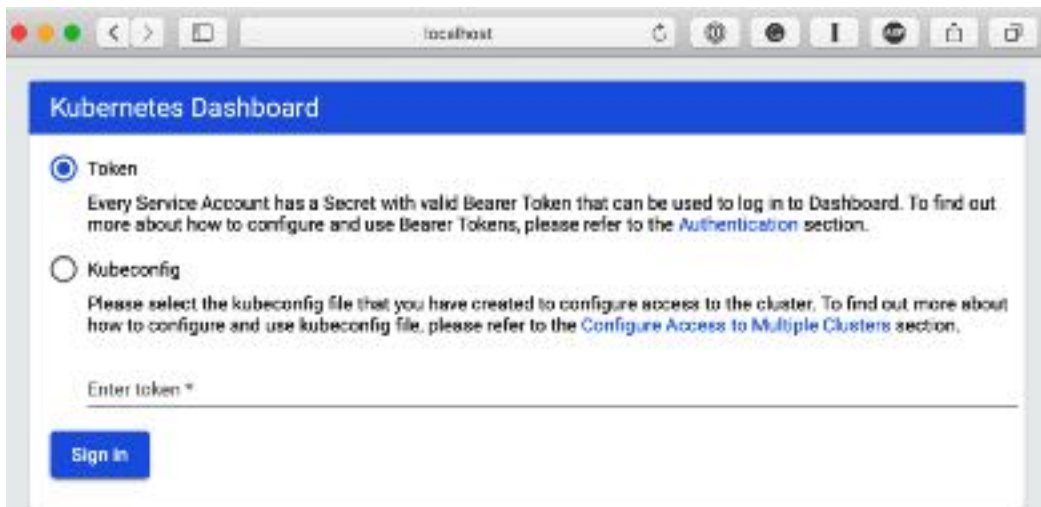 localhost
Kubernetes Dashboard
Token
Every Service Account has a Secret with valid Bearer Token that can be used to log in to Dashboard. To find out
more about how to configure and use Bearer Tokens, please refer to the Authentication section.
Kubeconfig
Please select the kubeconfig file that you have created to configure access to the cluster. To find out more about
how to configure and use kubeconfig file, please refer to the Configure Access to Multiple Clusters section.
Enter token *
Sign in